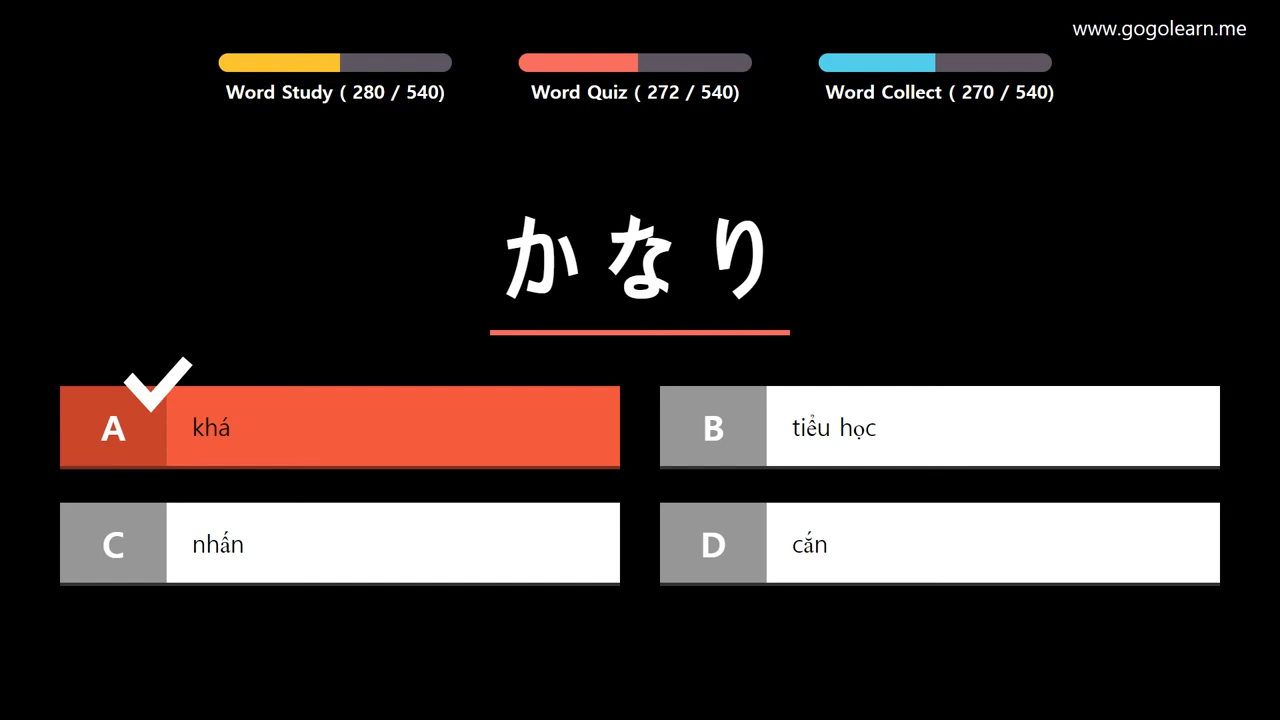 www.gogolearn.me
Word Study ( 280 / 540)
Word Quiz ( 272 / 540)
Word Collect ( 270 / 540)
かなり
A khá
B tiểu học
C nhấn
D cắn